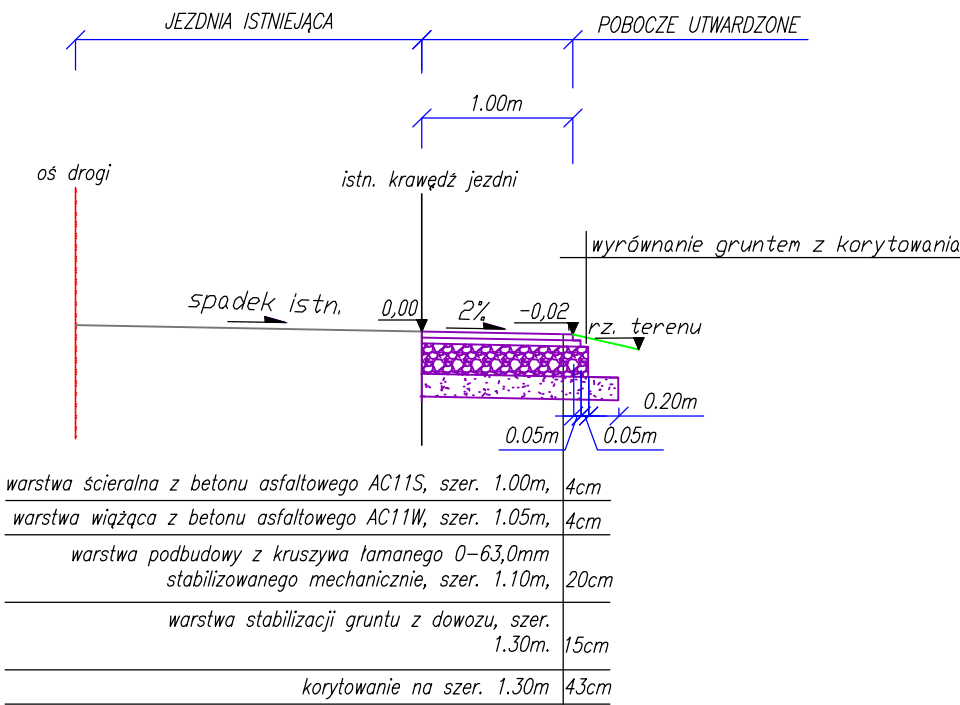 JEZDNIA ISTNIEJĄCA
POBOCZE UTWARDZONE
1.00m
oś drogi
istn. krawędź jezdni
wyrównanie gruntem z korytowania
spadek istn.
0,00
2%
-0,02
rz. terenu
0.20m
0.05m
0.05m
warstwa ścieralna z betonu asfaltowego AC11S, szer. 1.00m, 4cm
warstwa wiążąca z betonu asfaltowego AC11W, szer. 1.05m, 4cm
warstwa podbudowy z kruszywa łamanego 0-63,0mm
stabilizowanego mechanicznie, szer. 1.10m, 20cm
warstwa stabilizacji gruntu z dowozu, szer.
1.30m. 15cm
korytowanie na szer. 1.30m 43cm